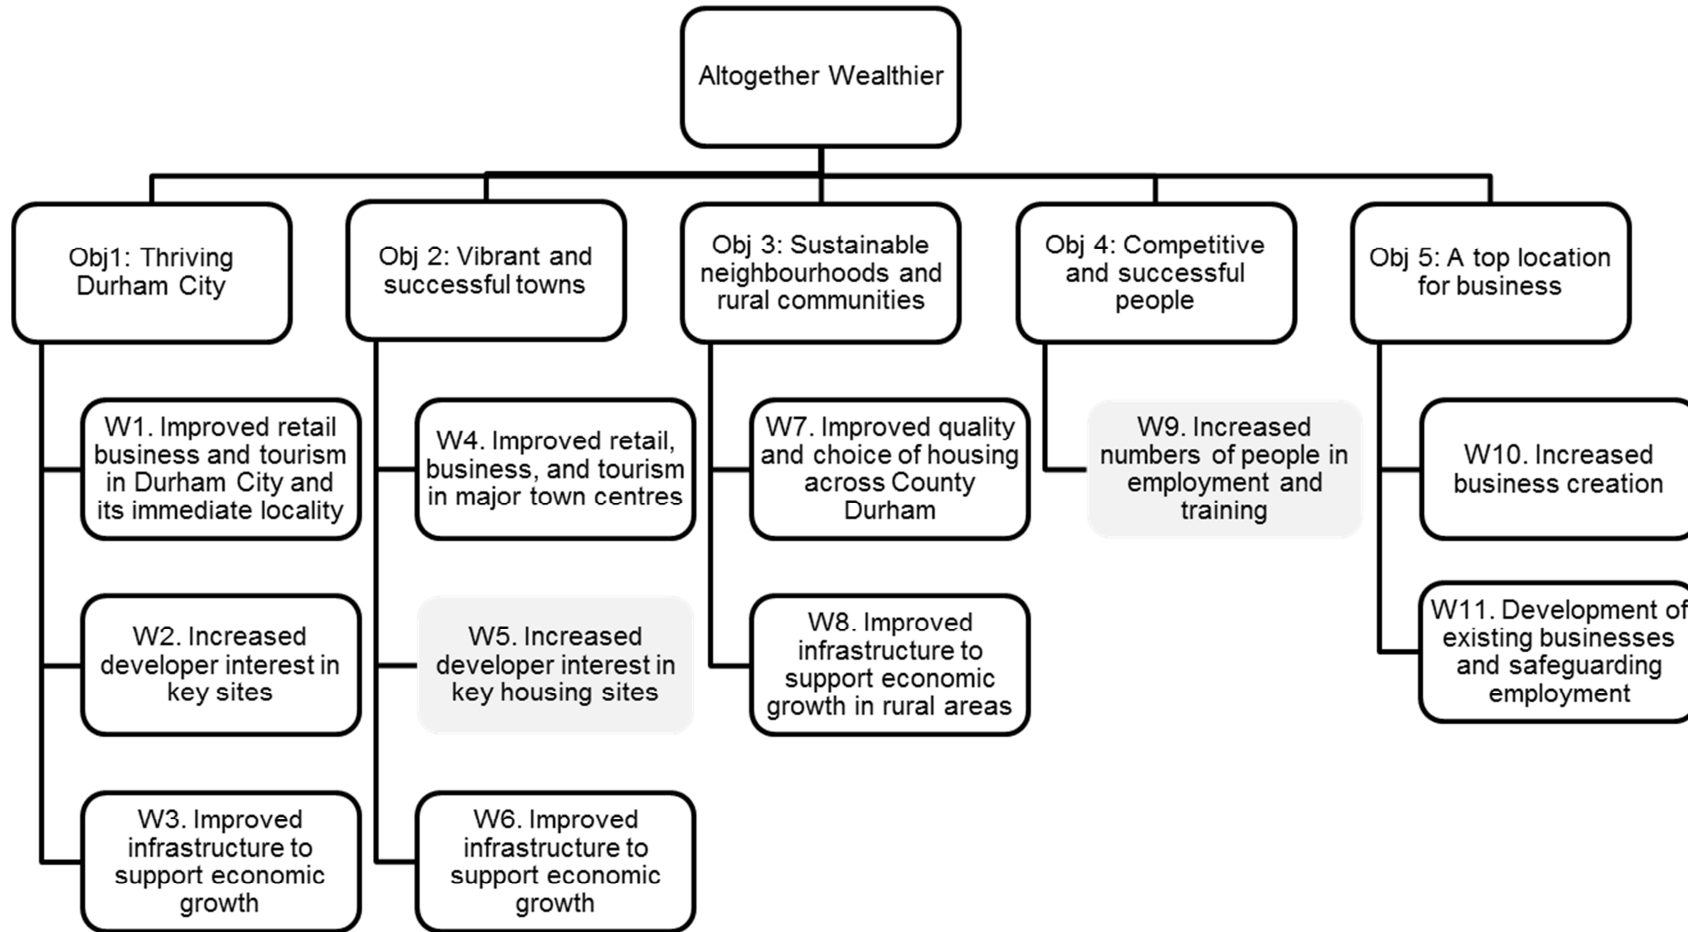 Altogether Wealthier
Obj1: Thriving
Durham City
Obj 2: Vibrant and
successful towns
Obj 3: Sustainable
neighbourhoods and
rural communities
Obj 4: Competitive
and successful
people
Obj 5: A top location
for business
W1. Improved retail
business and tourism
in Durham City and
its immediate locality
W4. Improved retail,
business, and tourism
in major town centres
W7. Improved quality
and choice of housing
across County
Durham
W9. Increased
numbers of people in
employment and
training
W10. Increased
business creation
W2. Increased
developer interest in
key sites
W5. Increased
developer interest in
key housing sites
W8. Improved
infrastructure to
support economic
growth in rural areas
W11. Development of
existing businesses
and safeguarding
employment
W3. Improved
infrastructure to
support economic
growth
W6. Improved
infrastructure to
support economic
growth